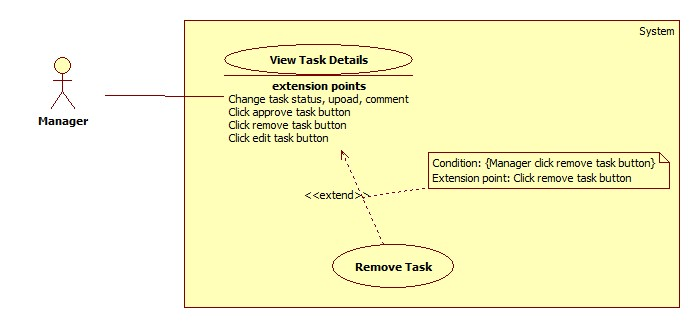 System
View Task Details
extension points
Change task status, upoad, comment
Click approve task button
Click remove task button
Click edit task button
Manager
Condition: {Manager click remove task button}
Extension point: Click remove task button
<<extend>>
Remove Task